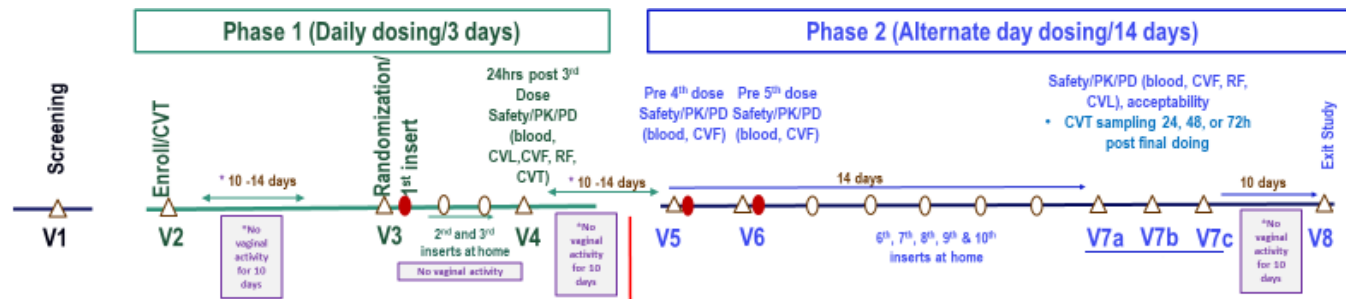 Phase 1 (Daily dosing/3 days)
Phase 2 (Alternate day dosing/14 days)
Screening
V1
Enroll/CVT
V2
* 10 -14 days
*No
vaginal
activity
for 10
days
Randomization/
1st insert
V3
2nd and 3rd
inserts at home
No vaginal activity
24hrs post 3rd
Dose
Safety/PK/PD
(blood,
CVL,CVF, RF,
CVT)
V4
* 10 -14 days
*No
vaginal
activity
for 10
days
Pre 4th dose
Safety/PK/PD
(blood, CVF)
V5
Pre 5th dose
Safety/PK/PD
(blood, CVF)
V6
14 days
6th, 7th, 8th, 9th & 10th
inserts at home
Safety/PK/PD (blood, CVF, RF,
CVL), acceptability
• CVT sampling 24, 48, or 72h
post final doing
V7a
V7b
V7c
10 days
*No
vaginal
activity
for 10
days
Exit Study
V8